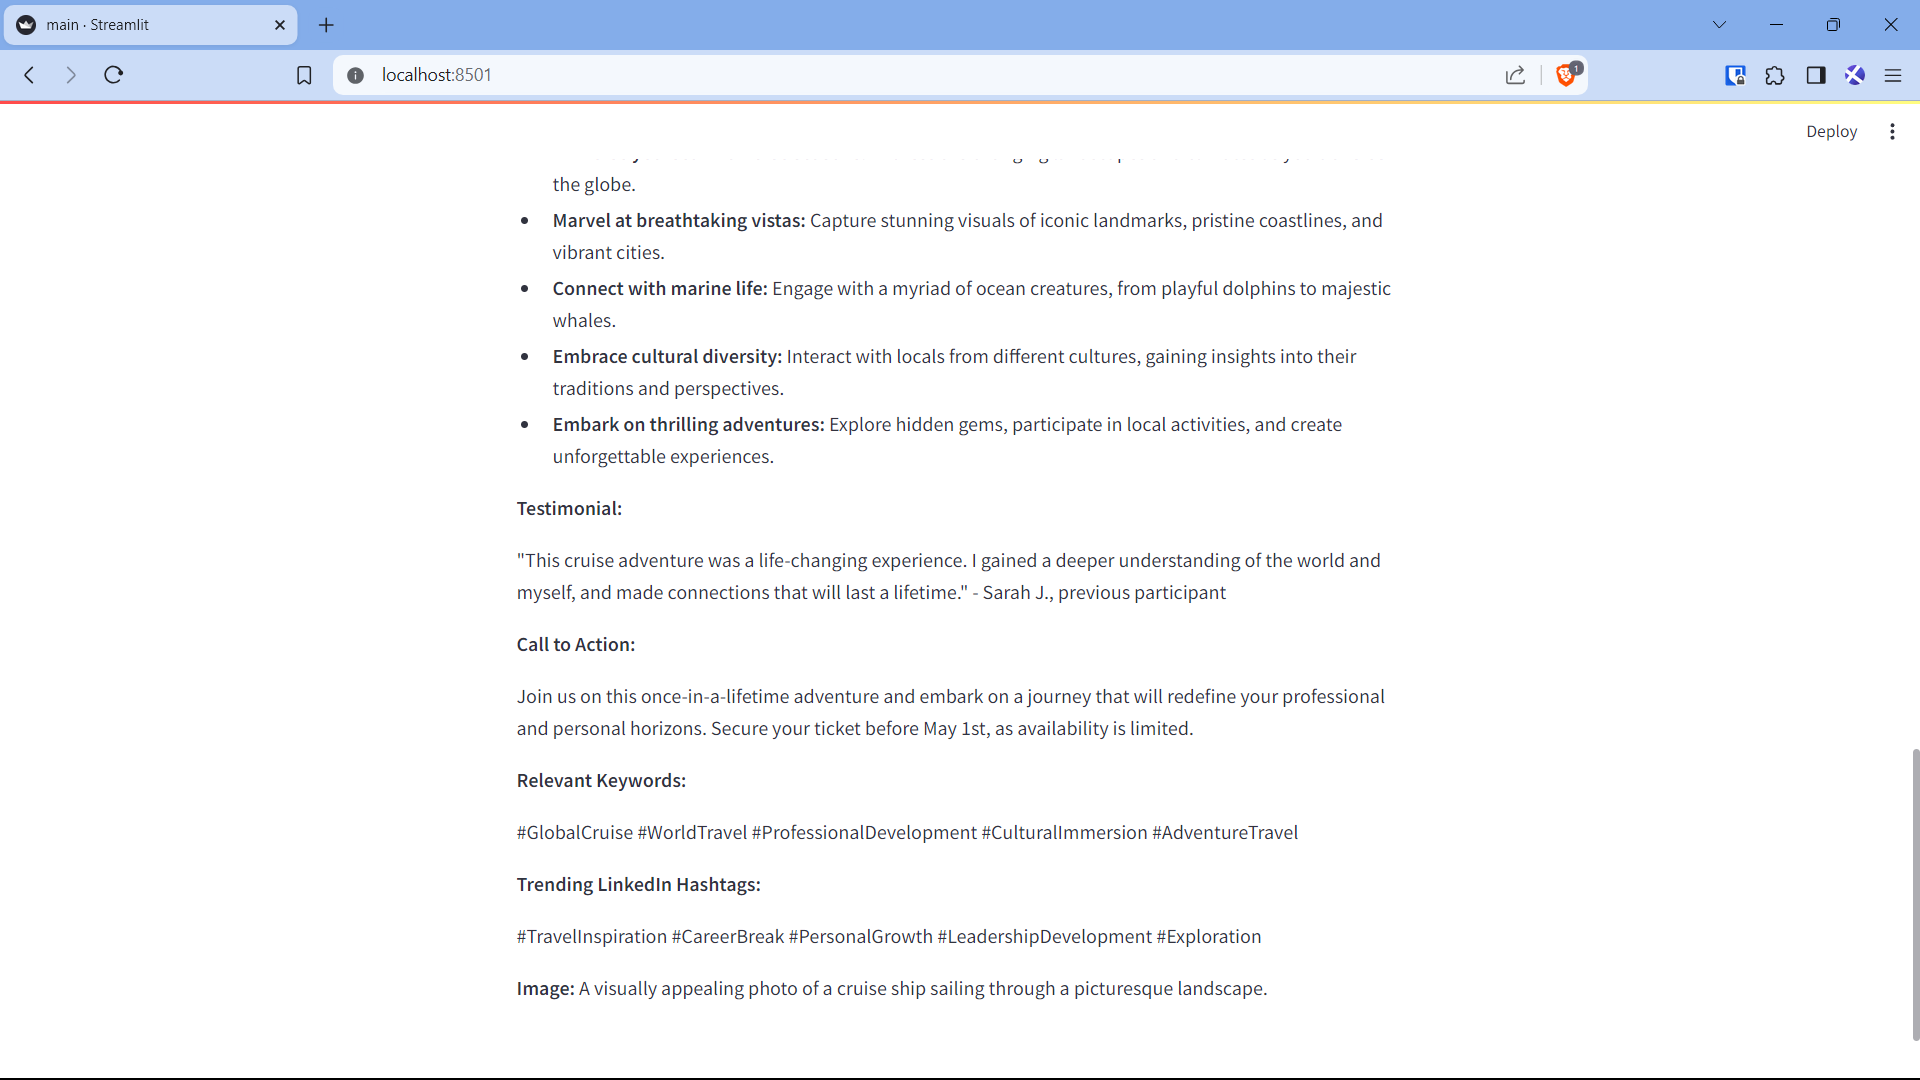 main · Streamlit
localhost:8501
1
Deploy
the globe.
• Marvel at breathtaking vistas: Capture stunning visuals of iconic landmarks, pristine coastlines, and
vibrant cities.
• Connect with marine life: Engage with a myriad of ocean creatures, from playful dolphins to majestic
whales.
• Embrace cultural diversity: Interact with locals from different cultures, gaining insights into their
traditions and perspectives.
• Embark on thrilling adventures: Explore hidden gems, participate in local activities, and create
unforgettable experiences.
Testimonial:
"This cruise adventure was a life-changing experience. I gained a deeper understanding of the world and
myself, and made connections that will last a lifetime." - Sarah J., previous participant
Call to Action:
Join us on this once-in-a-lifetime adventure and embark on a journey that will redefine your professional
and personal horizons. Secure your ticket before May 1st, as availability is limited.
Relevant Keywords:
#GlobalCruise #WorldTravel #ProfessionalDevelopment #CulturalImmersion #AdventureTravel
Trending LinkedIn Hashtags:
#TravelInspiration #CareerBreak #PersonalGrowth #LeadershipDevelopment #Exploration
Image: A visually appealing photo of a cruise ship sailing through a picturesque landscape.